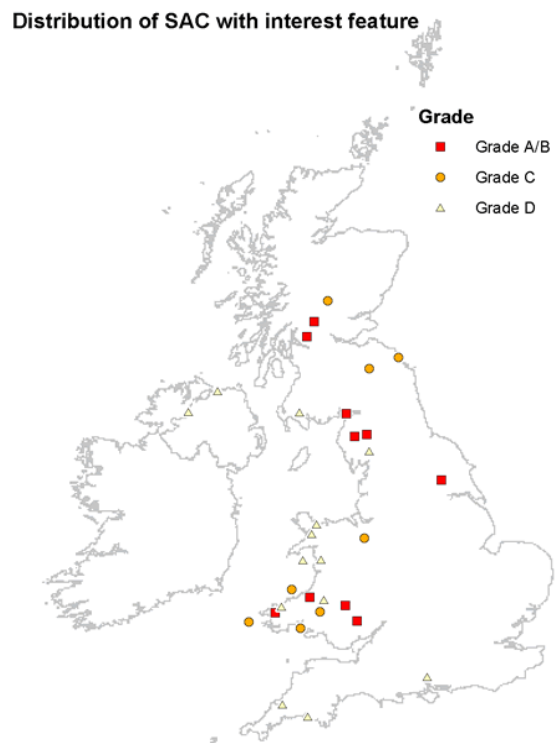 Distribution of SAC with interest feature
Grade
Grade A/B
Grade C
Grade D